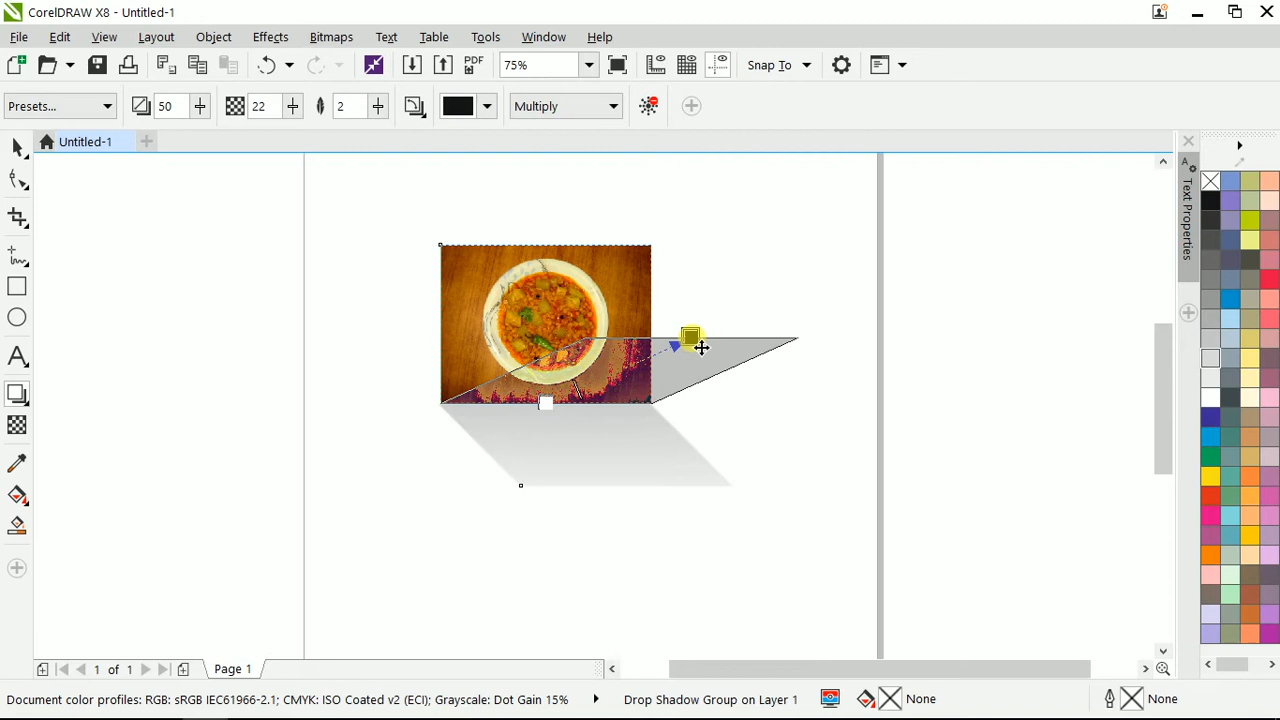 CorelDRAW X8 - Untitled-1
File Edit View Layout Object Effects Bitmaps Text Table Tools Window Help
PDF 75% Snap To
Presets... 50 22 2 Multiply
Untitled-1
Text Properties
1 of 1 Page 1
Document color profiles: RGB: sRGB IEC61966-2.1; CMYK: ISO Coated v2 (ECI); Grayscale: Dot Gain 15% Drop Shadow Group on Layer 1 None None